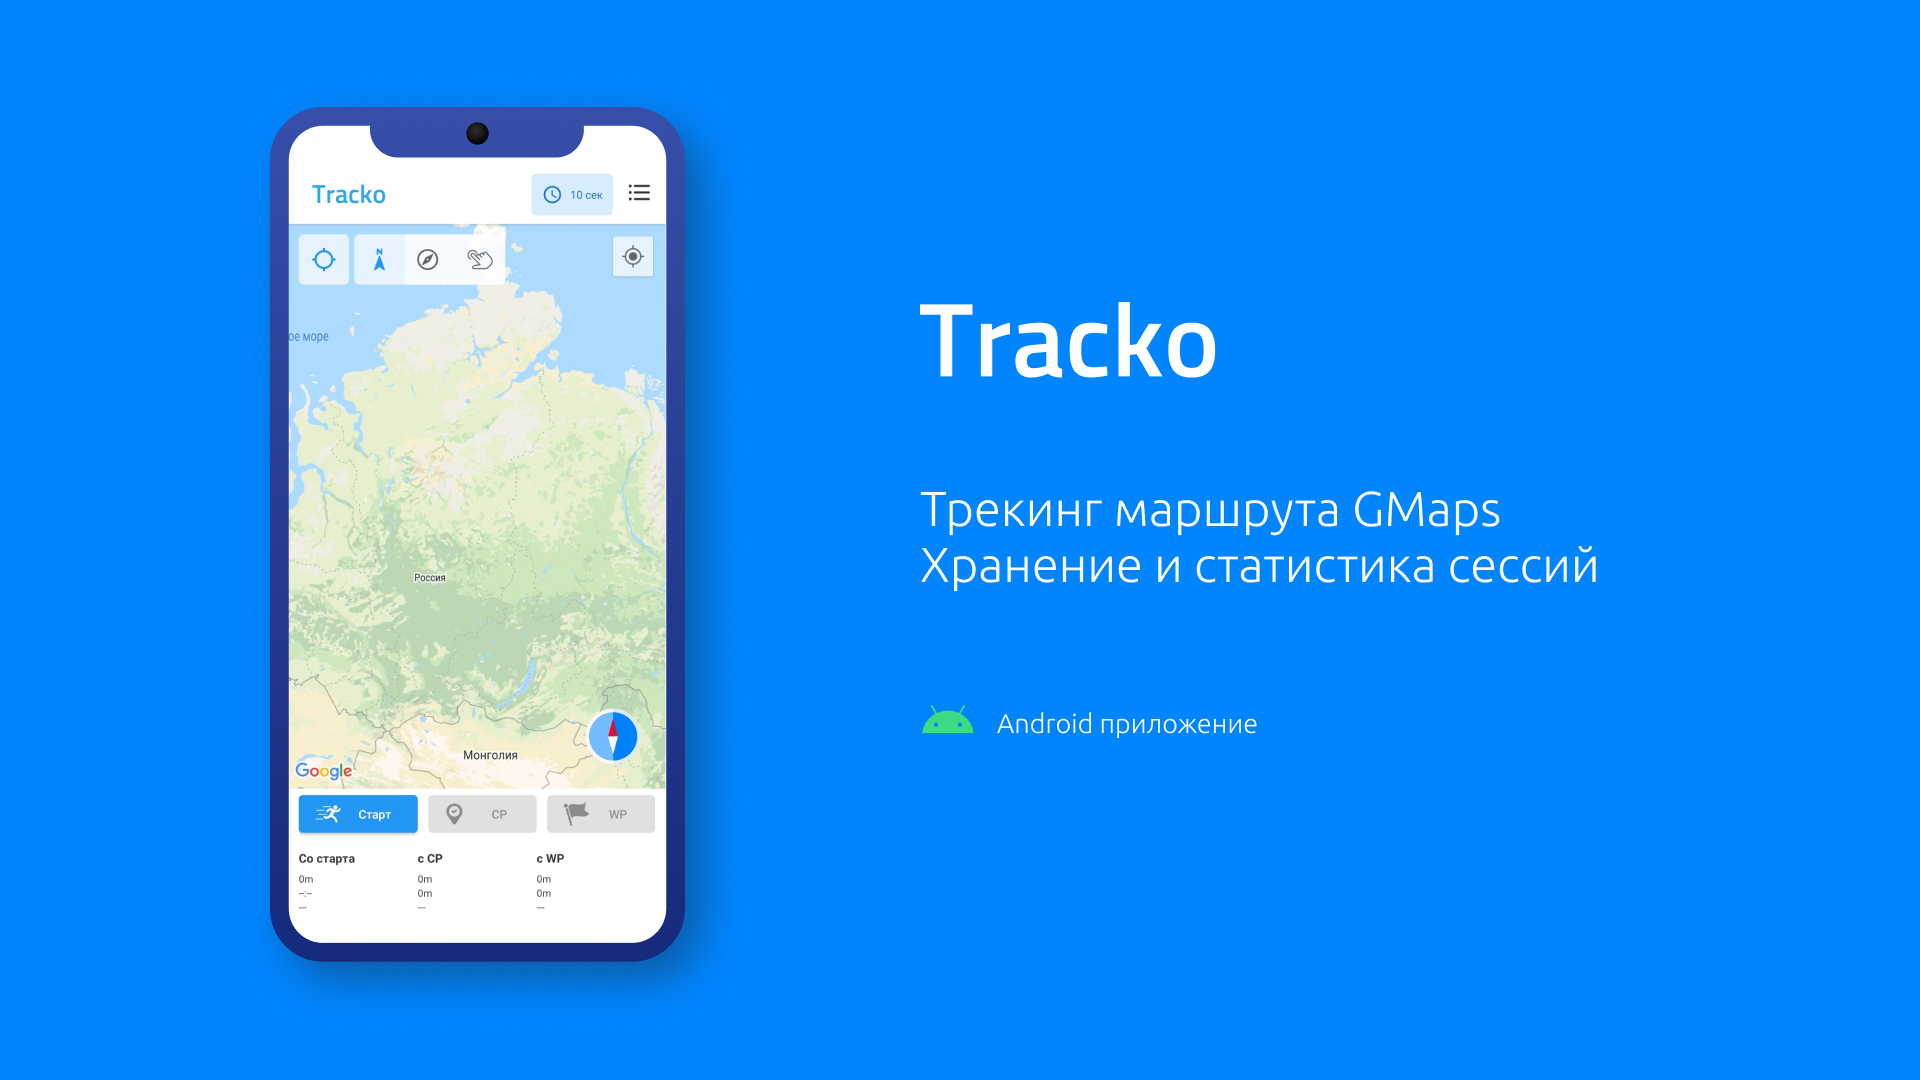 Tracko
10 сек
N
ое море
Россия
Монголия
Google
Старт
CP
WP
Со старта
с CP
с WP
0m
0m
0m
--:--
0m
0m
---
---
---
Tracko
Трекинг маршрута GMaps
Хранение и статистика сессий
Android приложение